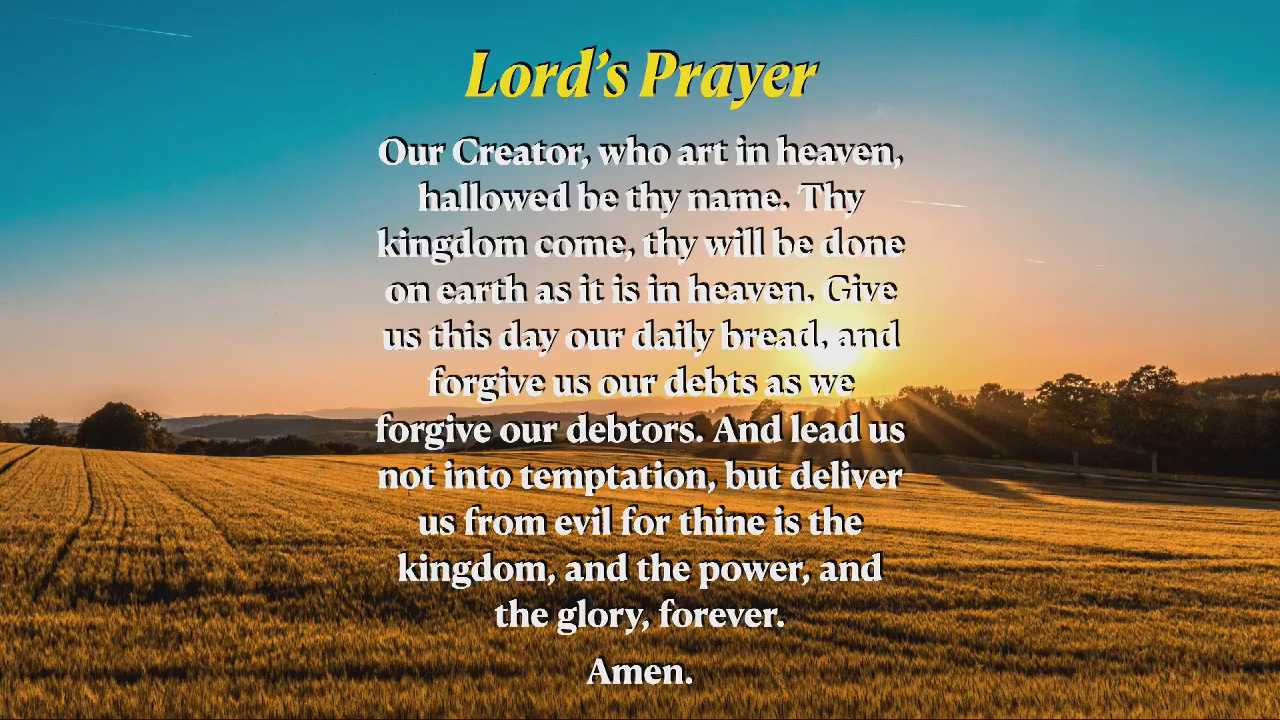 Lord’s Prayer
Our Creator, who art in heaven,
hallowed be thy name. Thy
kingdom come, thy will be done
on earth as it is in heaven. Give
us this day our daily bread, and
forgive us our debts as we
forgive our debtors. And lead us
not into temptation, but deliver
us from evil for thine is the
kingdom, and the power, and
the glory, forever.
Amen.